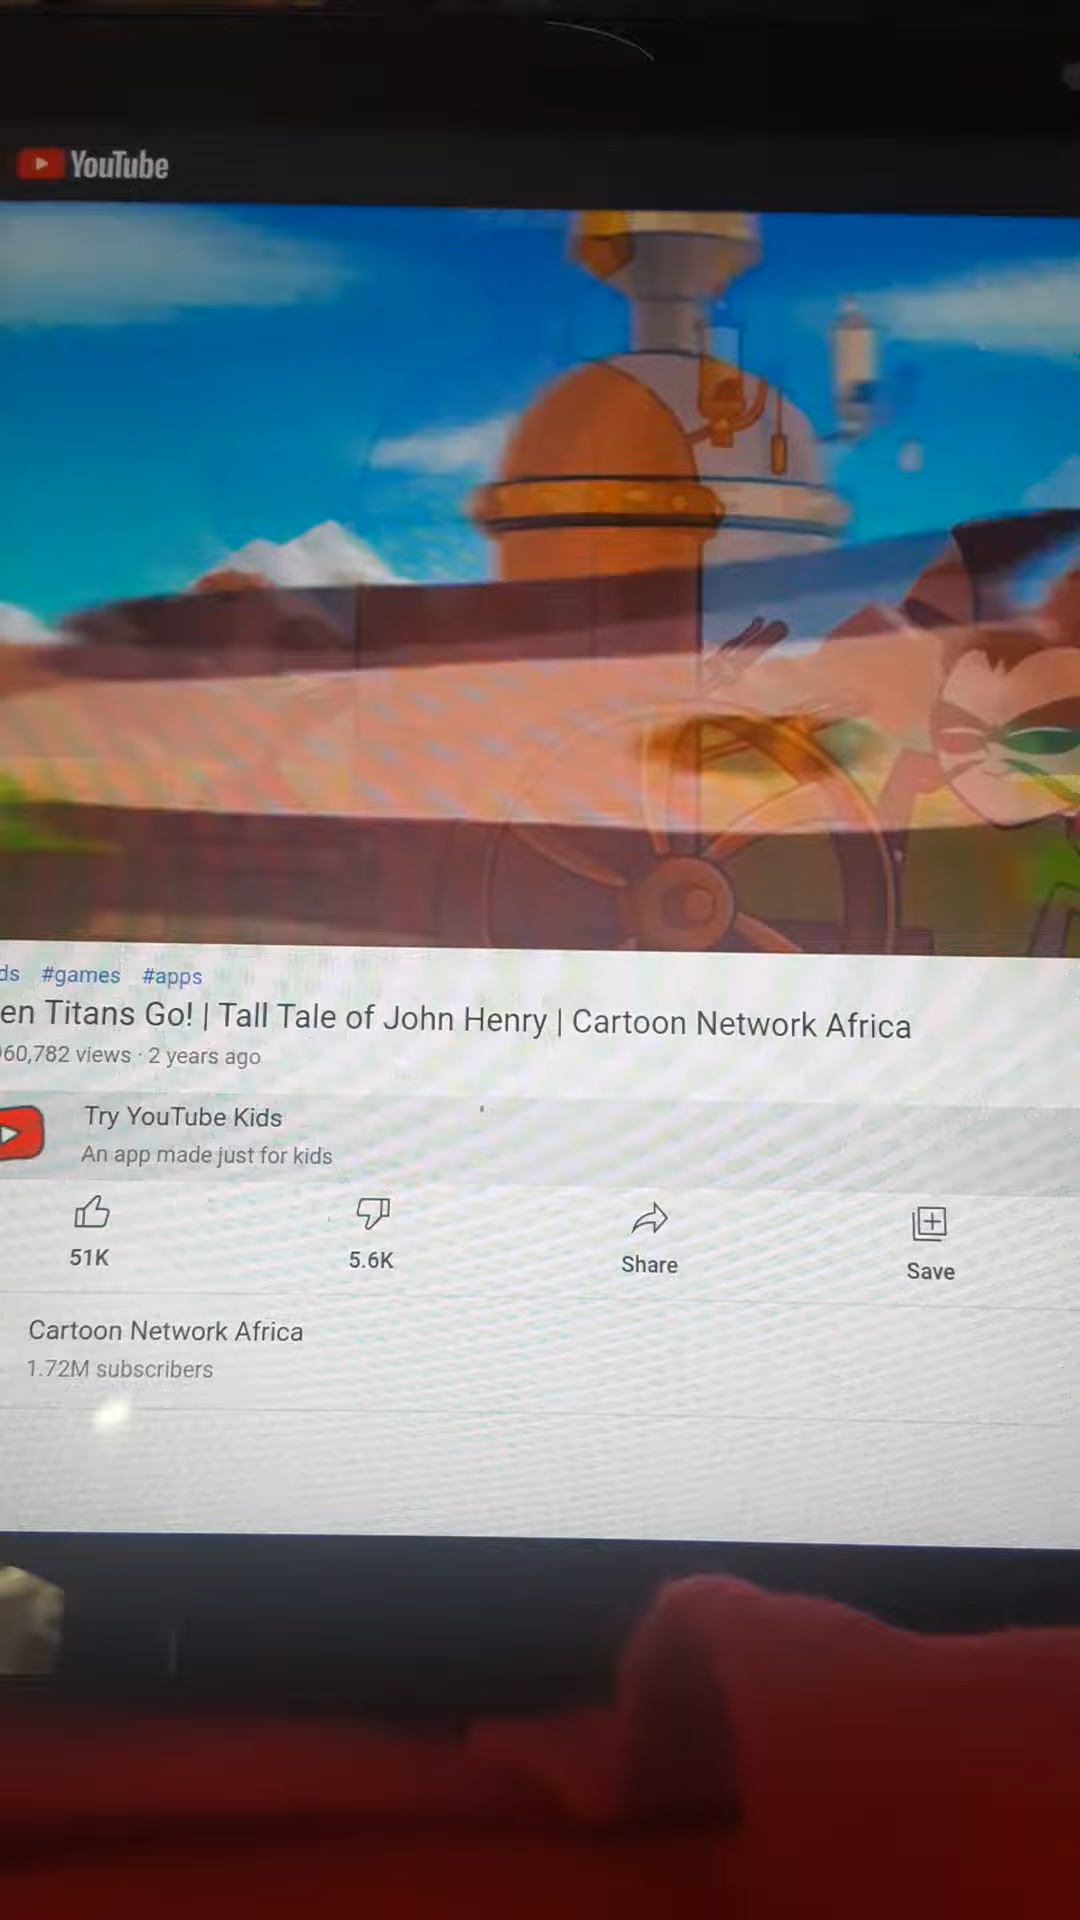 YouTube
ds #games #apps
en Titans Go! | Tall Tale of John Henry | Cartoon Network Africa
60,782 views · 2 years ago
Try YouTube Kids
An app made just for kids
51K
5.6K
Share
Save
Cartoon Network Africa
1.72M subscribers